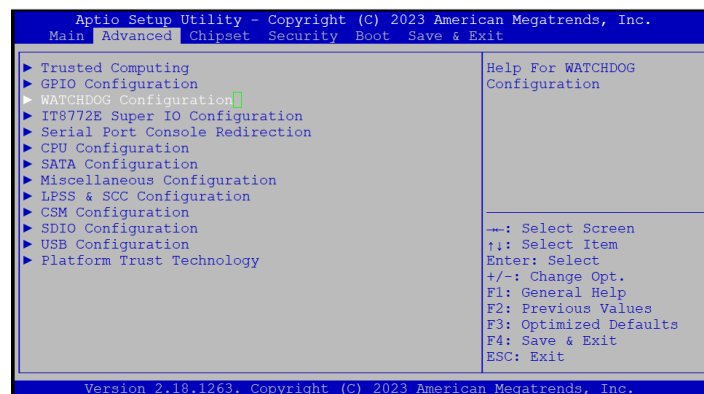 Aptio Setup Utility – Copyright (C) 2023 American Megatrends, Inc.
Main Advanced Chipset Security Boot Save & Exit
► Trusted Computing
► GPIO Configuration
► WATCHDOG Configuration
► IT8772E Super IO Configuration
► Serial Port Console Redirection
► CPU Configuration
► SATA Configuration
► Miscellaneous Configuration
► LPSS & SCC Configuration
► CSM Configuration
► SDIO Configuration
► USB Configuration
► Platform Trust Technology
Help For WATCHDOG
Configuration
→←: Select Screen
↑↓: Select Item
Enter: Select
+/-: Change Opt.
F1: General Help
F2: Previous Values
F3: Optimized Defaults
F4: Save & Exit
ESC: Exit
Version 2.18.1263. Copyright (C) 2023 American Megatrends, Inc.